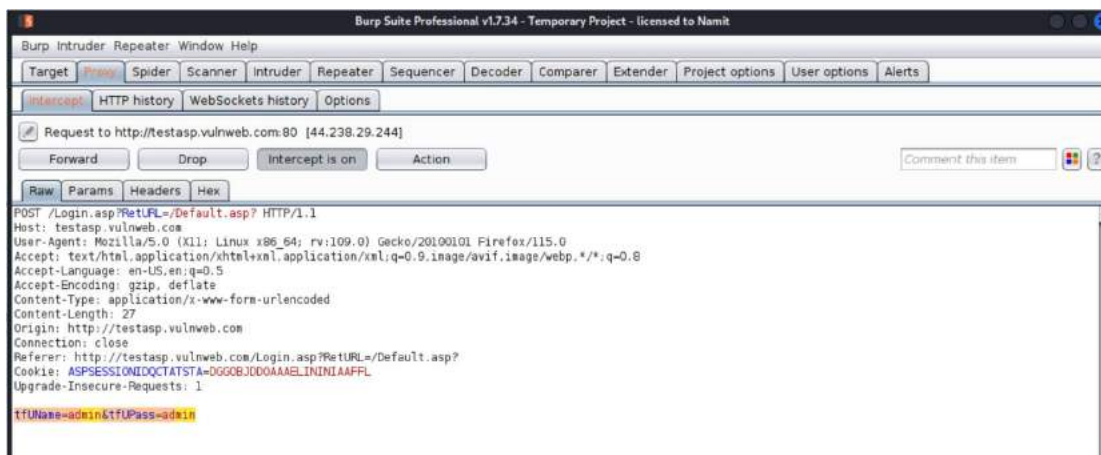 Burp Suite Professional v1.7.34 - Temporary Project - licensed to Namit
Burp Intruder Repeater Window Help
Target Proxy Spider Scanner Intruder Repeater Sequencer Decoder Comparer Extender Project options User options Alerts
Intercept HTTP history WebSockets history Options
Request to http://testasp.vulnweb.com:80 [44.238.29.244]
Forward Drop Intercept is on Action Comment this item ?
Raw Params Headers Hex
POST /Login.asp?RetURL=/Default.asp? HTTP/1.1
Host: testasp.vulnweb.com
User-Agent: Mozilla/5.0 (X11; Linux x86_64; rv:109.0) Gecko/20100101 Firefox/115.0
Accept: text/html,application/xhtml+xml,application/xml;q=0.9,image/avif,image/webp,*/*;q=0.8
Accept-Language: en-US,en;q=0.5
Accept-Encoding: gzip, deflate
Content-Type: application/x-www-form-urlencoded
Content-Length: 27
Origin: http://testasp.vulnweb.com
Connection: close
Referer: http://testasp.vulnweb.com/Login.asp?RetURL=/Default.asp?
Cookie: ASPSESSIONIDQCTATSTA=DGGOBJDDOAAAELININIAAFFL
Upgrade-Insecure-Requests: 1
tfUName=admin&tfUPass=admin